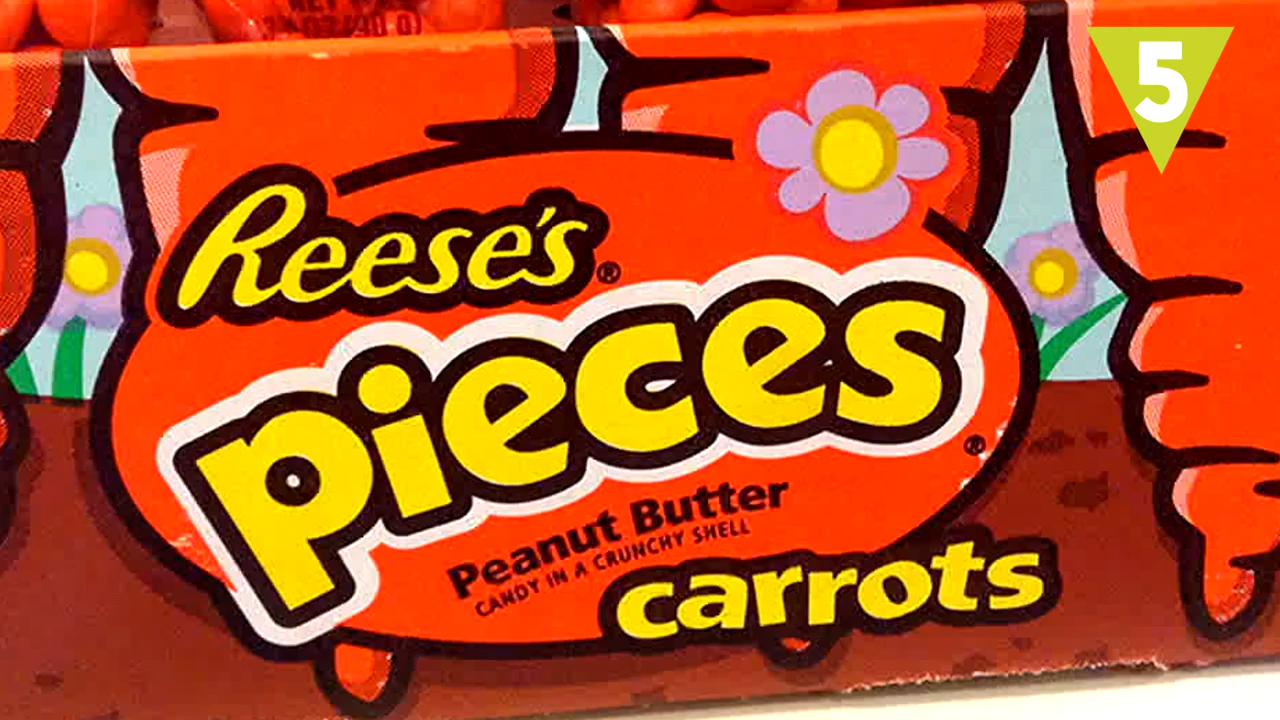 5
Reese's®
pieces®
Peanut Butter
CANDY IN A CRUNCHY SHELL
carrots